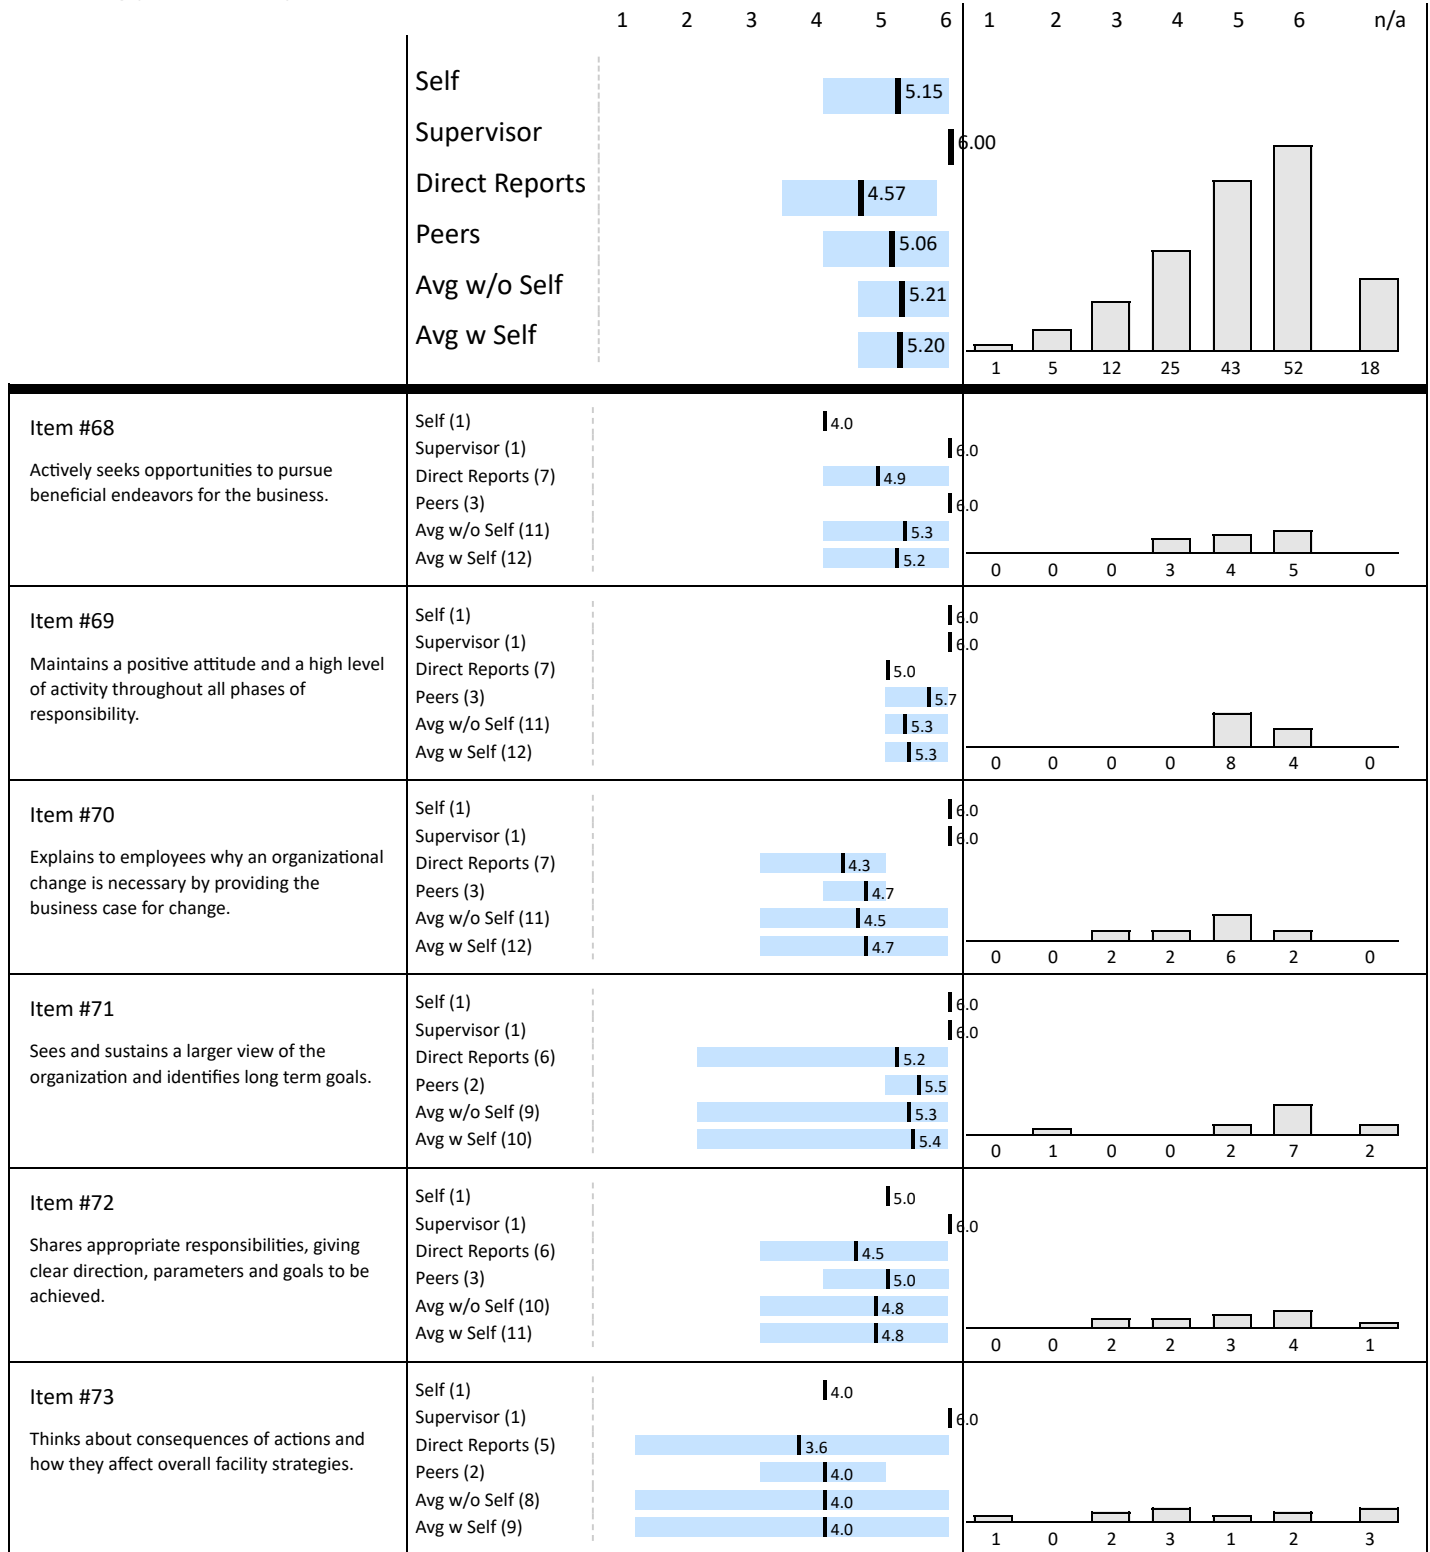 1 2 3 4 5 6 1 2 3 4 5 6 n/a
Self 5.15
Supervisor 6.00
Direct Reports 4.57
Peers 5.06
Avg w/o Self 5.21
Avg w Self 5.20
1 5 12 25 43 52 18
Item #68
Actively seeks opportunities to pursue
beneficial endeavors for the business.
Self (1) 4.0
Supervisor (1) 6.0
Direct Reports (7) 4.9
Peers (3) 6.0
Avg w/o Self (11) 5.3
Avg w Self (12) 5.2
0 0 0 3 4 5 0
Item #69
Maintains a positive attitude and a high level
of activity throughout all phases of
responsibility.
Self (1) 6.0
Supervisor (1) 6.0
Direct Reports (7) 5.0
Peers (3) 5.7
Avg w/o Self (11) 5.3
Avg w Self (12) 5.3
0 0 0 0 8 4 0
Item #70
Explains to employees why an organizational
change is necessary by providing the
business case for change.
Self (1) 6.0
Supervisor (1) 6.0
Direct Reports (7) 4.3
Peers (3) 4.7
Avg w/o Self (11) 4.5
Avg w Self (12) 4.7
0 0 2 2 6 2 0
Item #71
Sees and sustains a larger view of the
organization and identifies long term goals.
Self (1) 6.0
Supervisor (1) 6.0
Direct Reports (6) 5.2
Peers (2) 5.5
Avg w/o Self (9) 5.3
Avg w Self (10) 5.4
0 1 0 0 2 7 2
Item #72
Shares appropriate responsibilities, giving
clear direction, parameters and goals to be
achieved.
Self (1) 5.0
Supervisor (1) 6.0
Direct Reports (6) 4.5
Peers (3) 5.0
Avg w/o Self (10) 4.8
Avg w Self (11) 4.8
0 0 2 2 3 4 1
Item #73
Thinks about consequences of actions and
how they affect overall facility strategies.
Self (1) 4.0
Supervisor (1) 6.0
Direct Reports (5) 3.6
Peers (2) 4.0
Avg w/o Self (8) 4.0
Avg w Self (9) 4.0
1 0 2 3 1 2 3